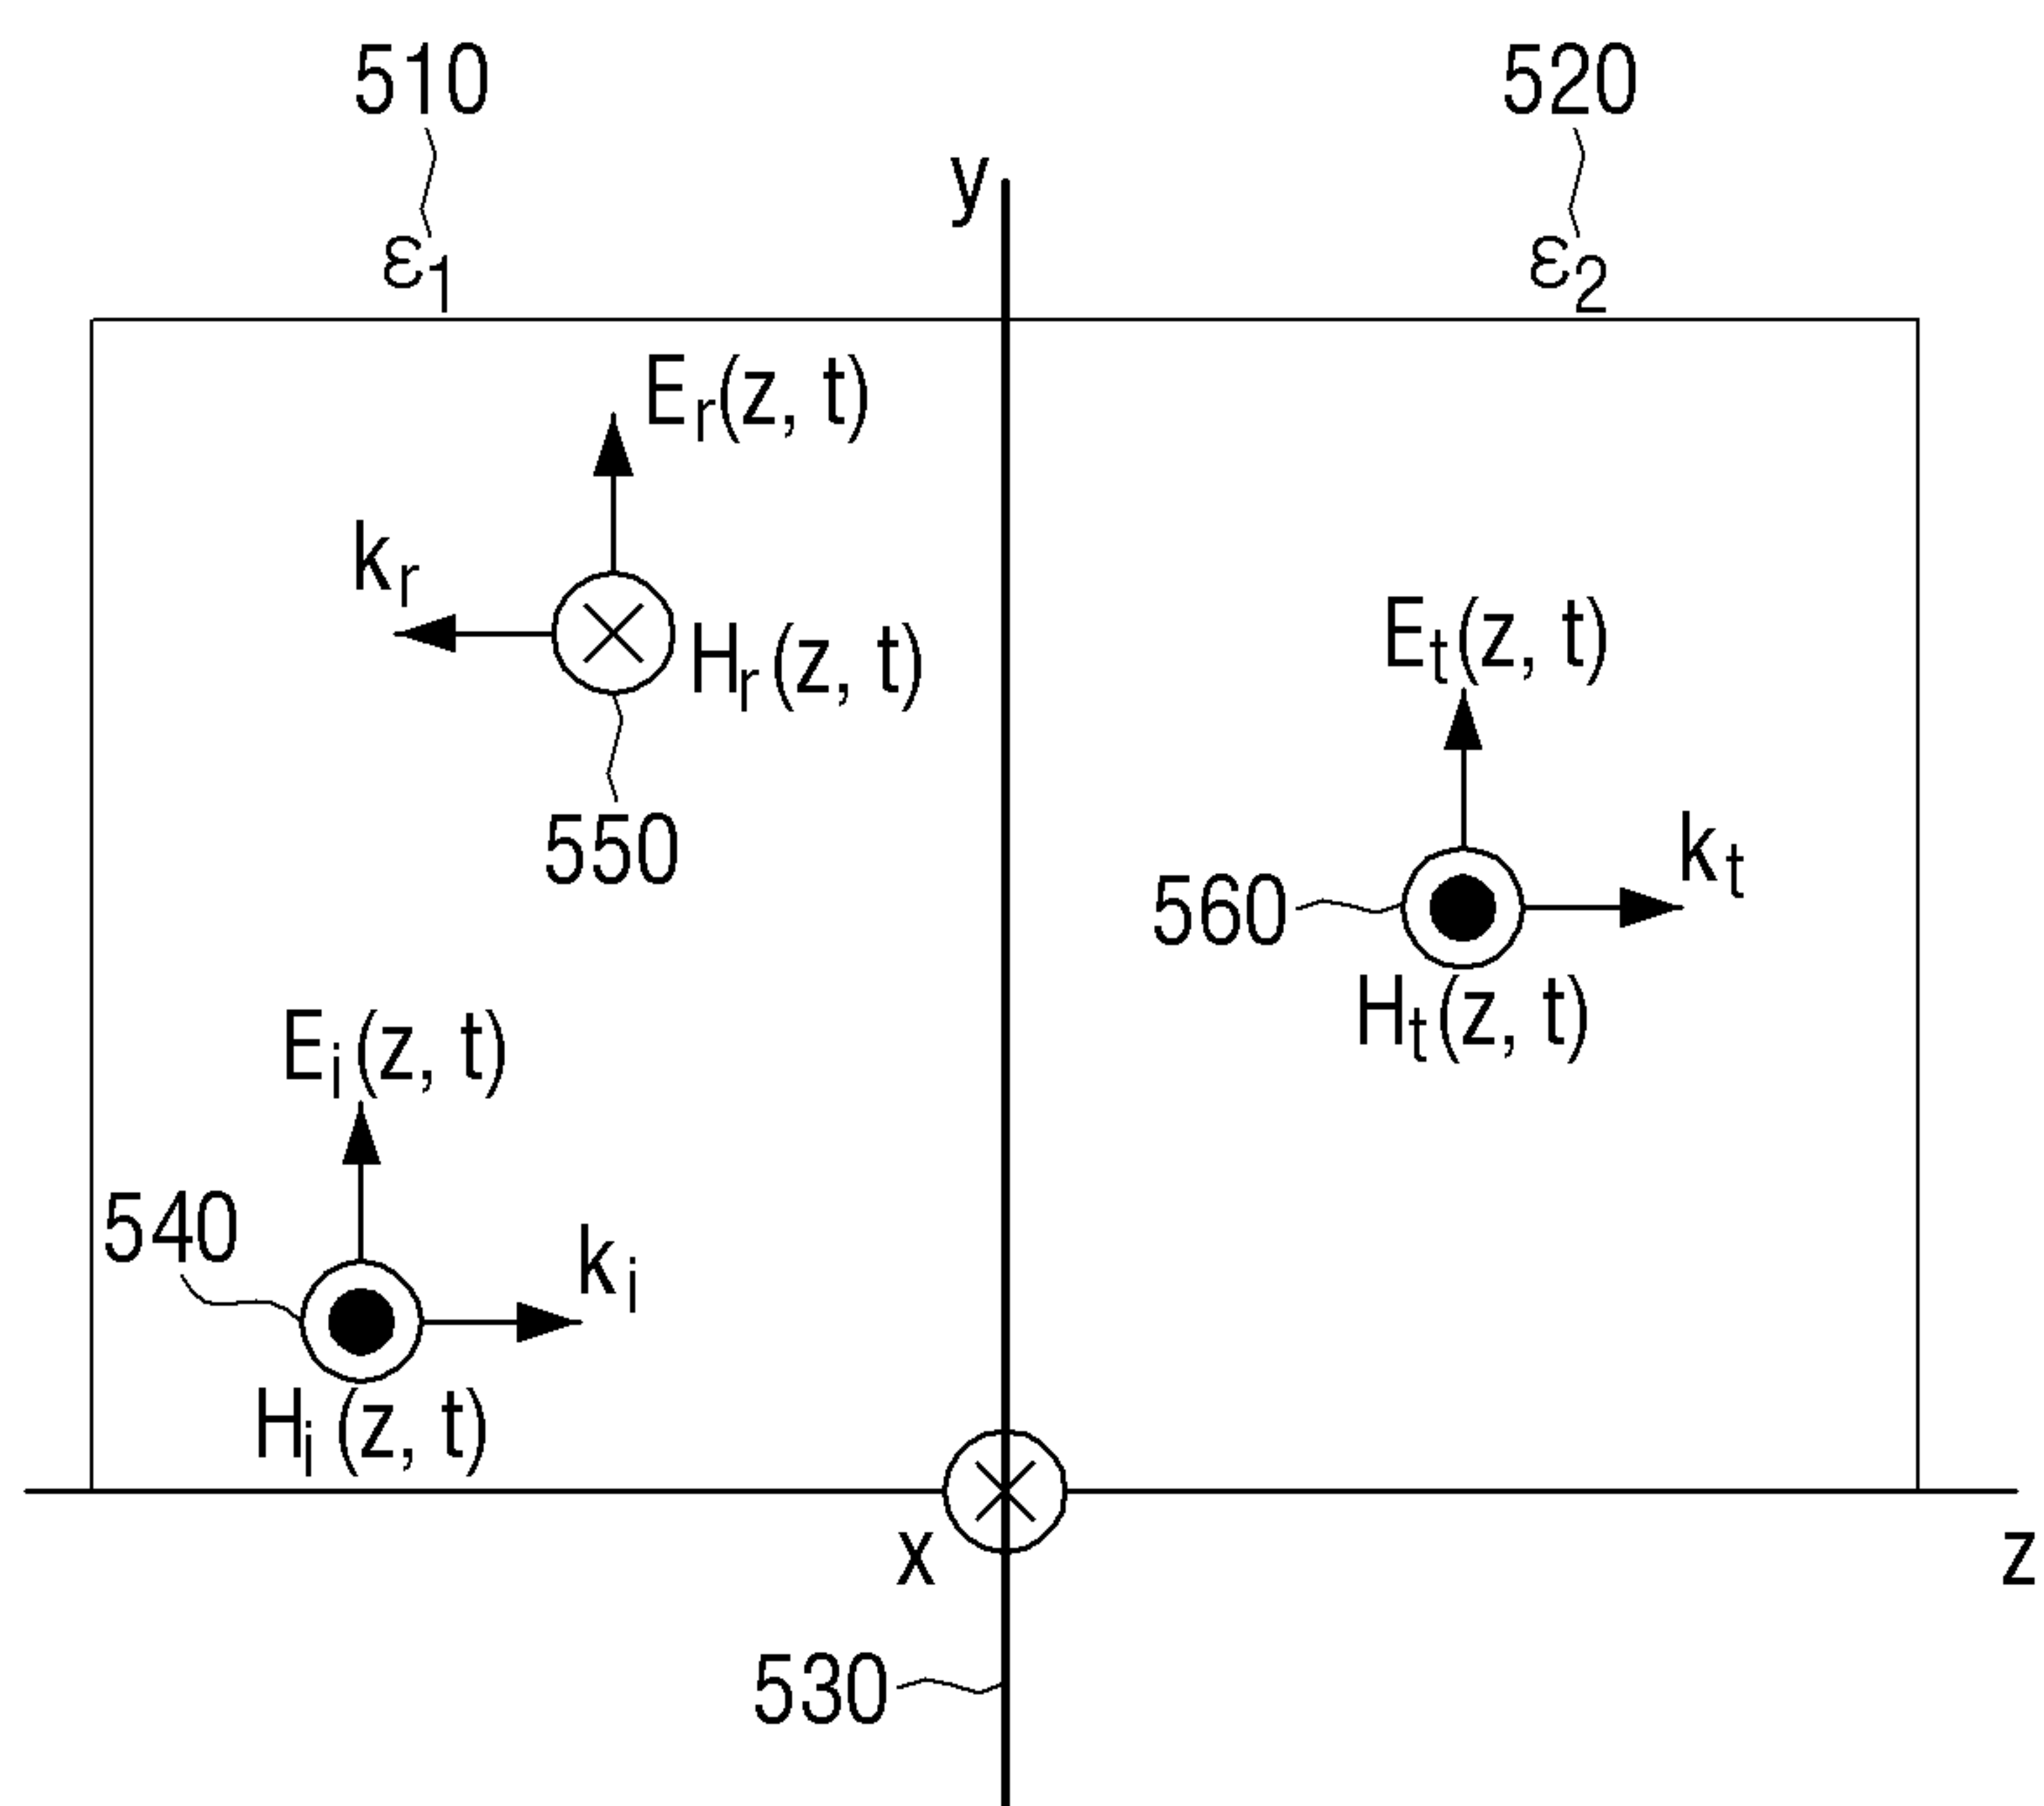 510
520
y
ε1
ε2
Er(z, t)
kr
Hr(z, t)
Et(z, t)
550
kt
560
Ht(z, t)
Ei(z, t)
540
ki
Hi(z, t)
x
z
530